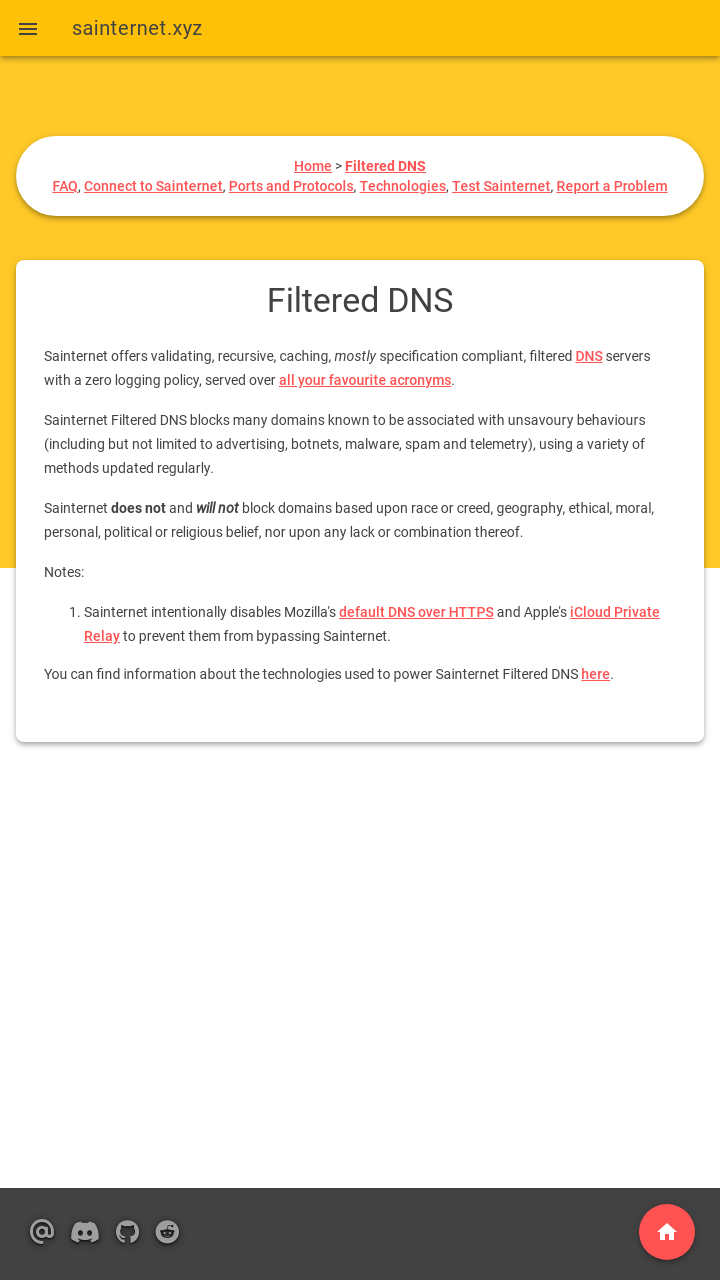 sainternet.xyz
Home > Filtered DNS
FAQ, Connect to Sainternet, Ports and Protocols, Technologies, Test Sainternet, Report a Problem
Filtered DNS
Sainternet offers validating, recursive, caching, mostly specification compliant, filtered DNS servers
with a zero logging policy, served over all your favourite acronyms.
Sainternet Filtered DNS blocks many domains known to be associated with unsavoury behaviours
(including but not limited to advertising, botnets, malware, spam and telemetry), using a variety of
methods updated regularly.
Sainternet does not and will not block domains based upon race or creed, geography, ethical, moral,
personal, political or religious belief, nor upon any lack or combination thereof.
Notes:
1. Sainternet intentionally disables Mozilla's default DNS over HTTPS and Apple's iCloud Private
Relay to prevent them from bypassing Sainternet.
You can find information about the technologies used to power Sainternet Filtered DNS here.